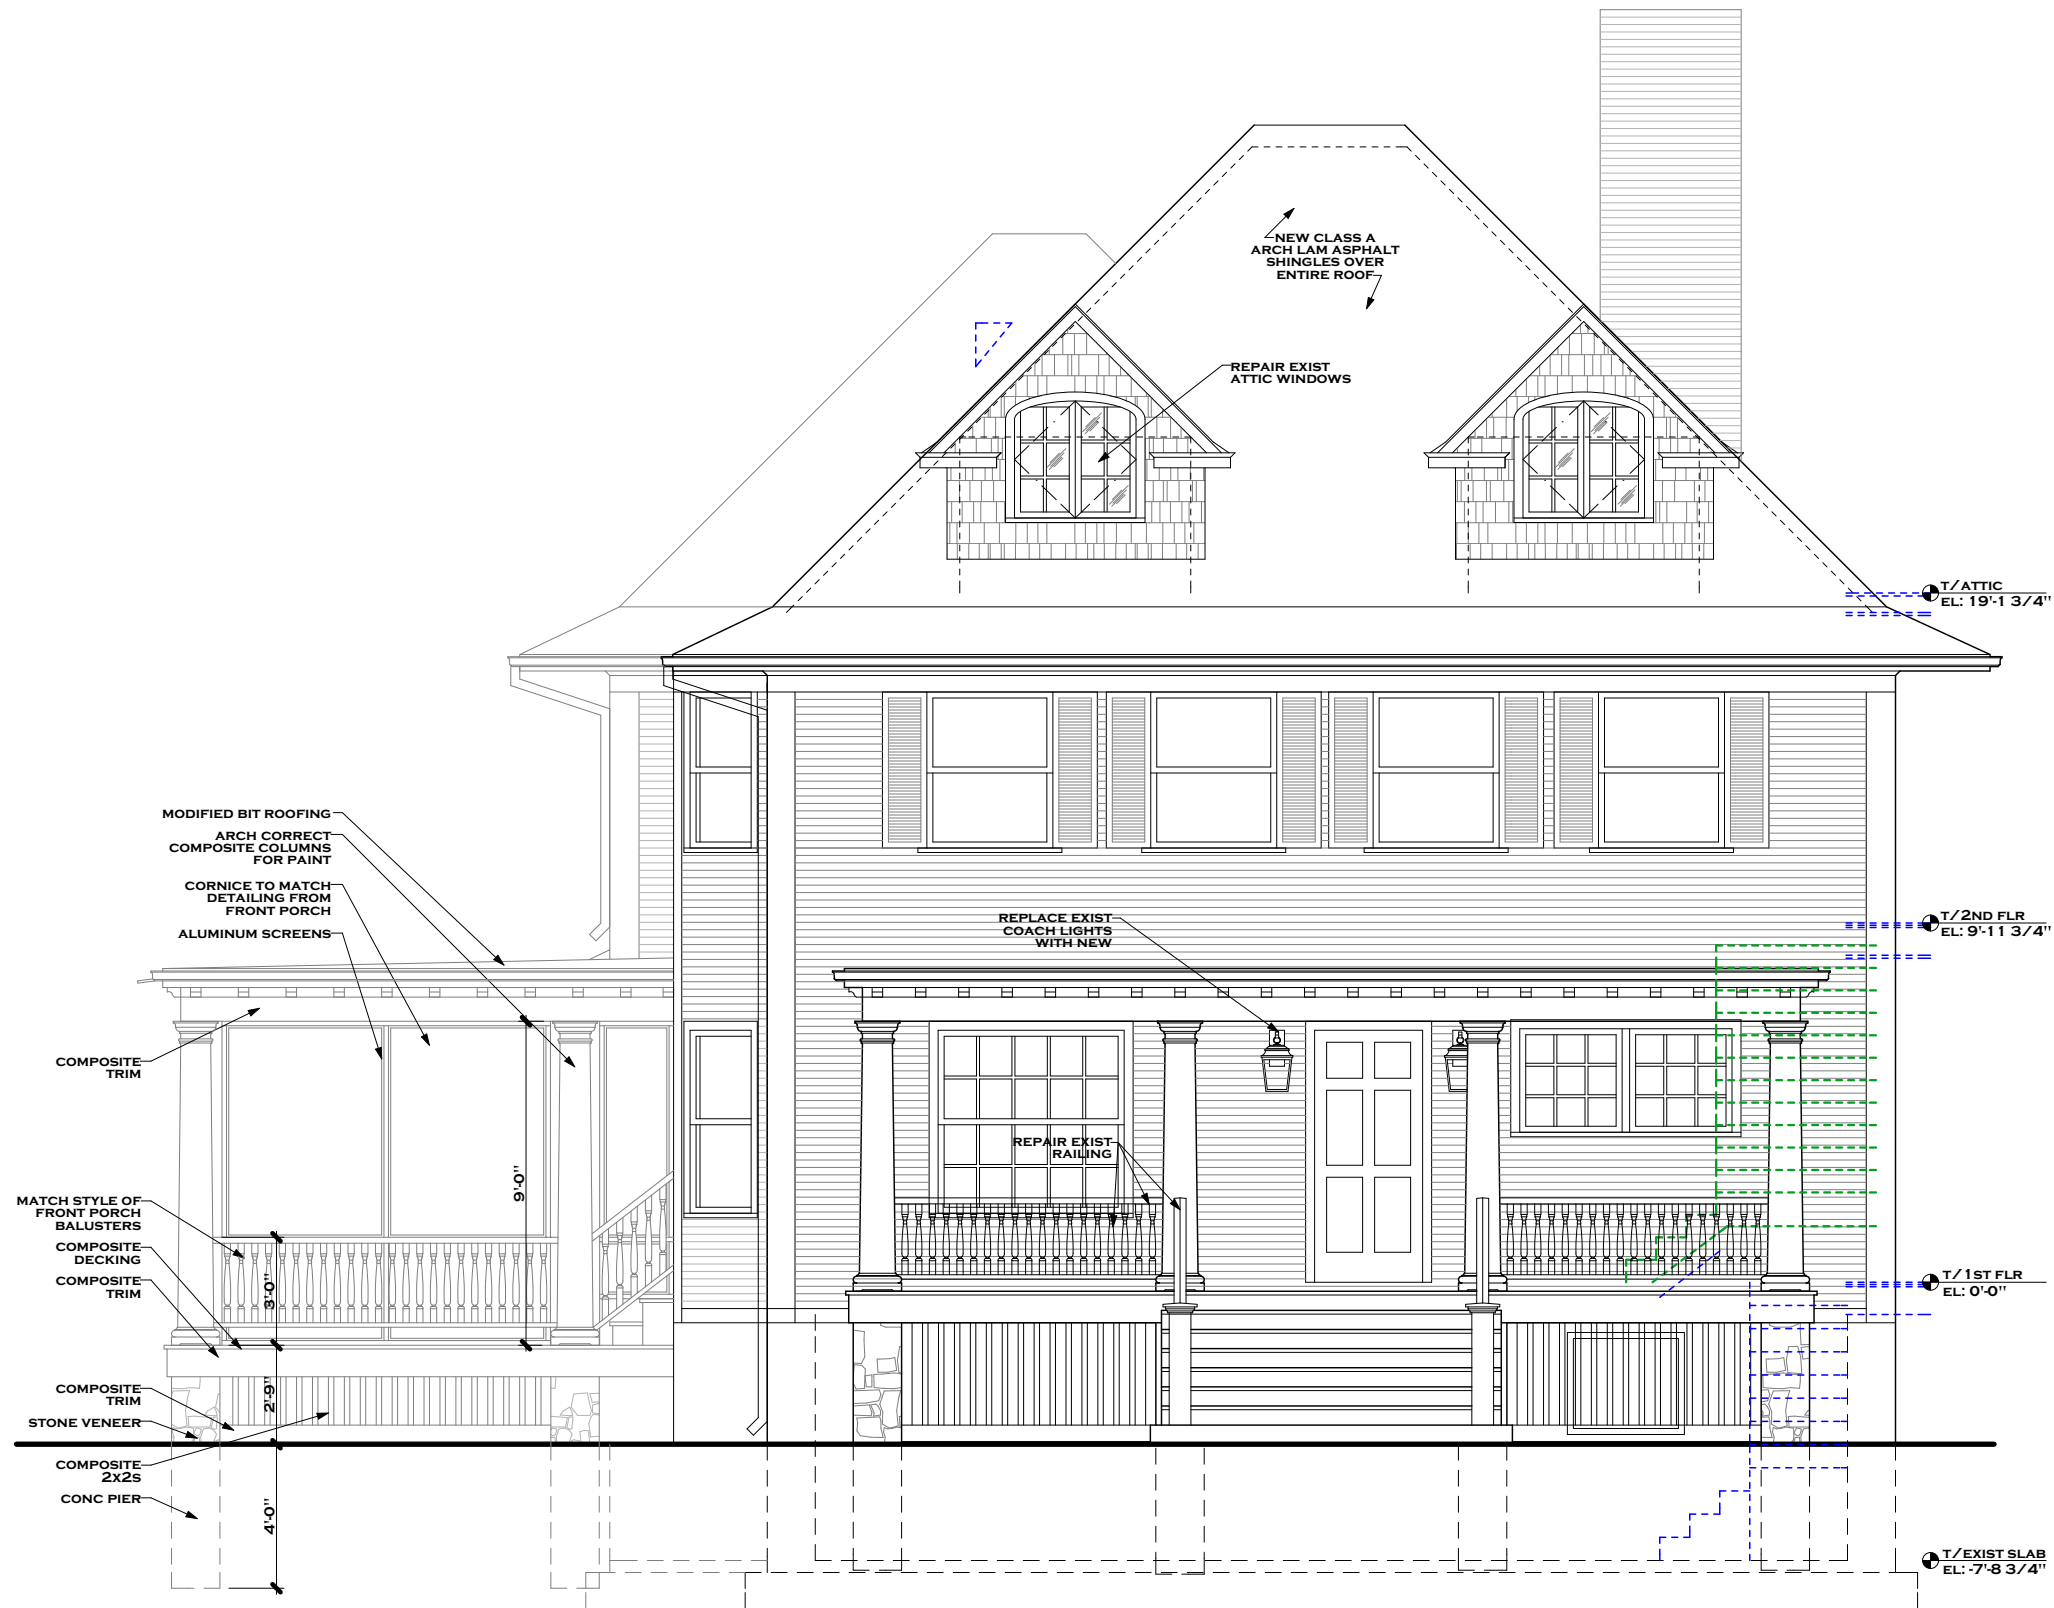 NEW CLASS A
ARCH LAM ASPHALT
SHINGLES OVER
ENTIRE ROOF
REPAIR EXIST
ATTIC WINDOWS
T/ATTIC
EL: 19'-1 3/4"
MODIFIED BIT ROOFING
ARCH CORRECT
COMPOSITE COLUMNS
FOR PAINT
CORNICE TO MATCH
DETAILING FROM
FRONT PORCH
ALUMINUM SCREENS
REPLACE EXIST
COACH LIGHTS
WITH NEW
T/2ND FLR
EL: 9'-11 3/4"
COMPOSITE
TRIM
REPAIR EXIST
RAILING
9'-0"
MATCH STYLE OF
FRONT PORCH
BALUSTERS
COMPOSITE
DECKING
COMPOSITE
TRIM
3'-0"
T/1ST FLR
EL: 0'-0"
COMPOSITE
TRIM
2'-9"
STONE VENEER
COMPOSITE
2X2S
CONC PIER
4'-0"
T/EXIST SLAB
EL: -7'-8 3/4"